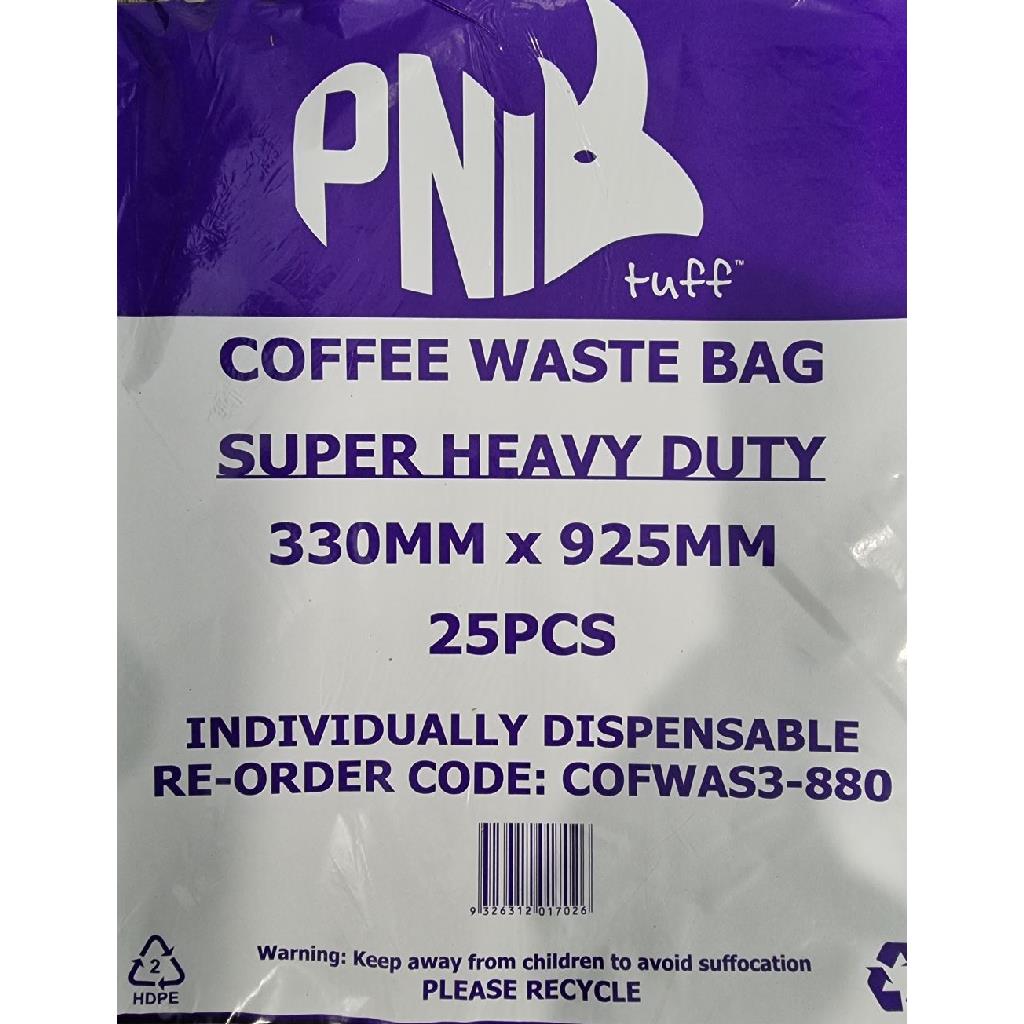 PNI
tuff™
COFFEE WASTE BAG
SUPER HEAVY DUTY
330MM x 925MM
25PCS
INDIVIDUALLY DISPENSABLE
RE-ORDER CODE: COFWAS3-880
9 326312 017026
Warning: Keep away from children to avoid suffocation
PLEASE RECYCLE
2
HDPE